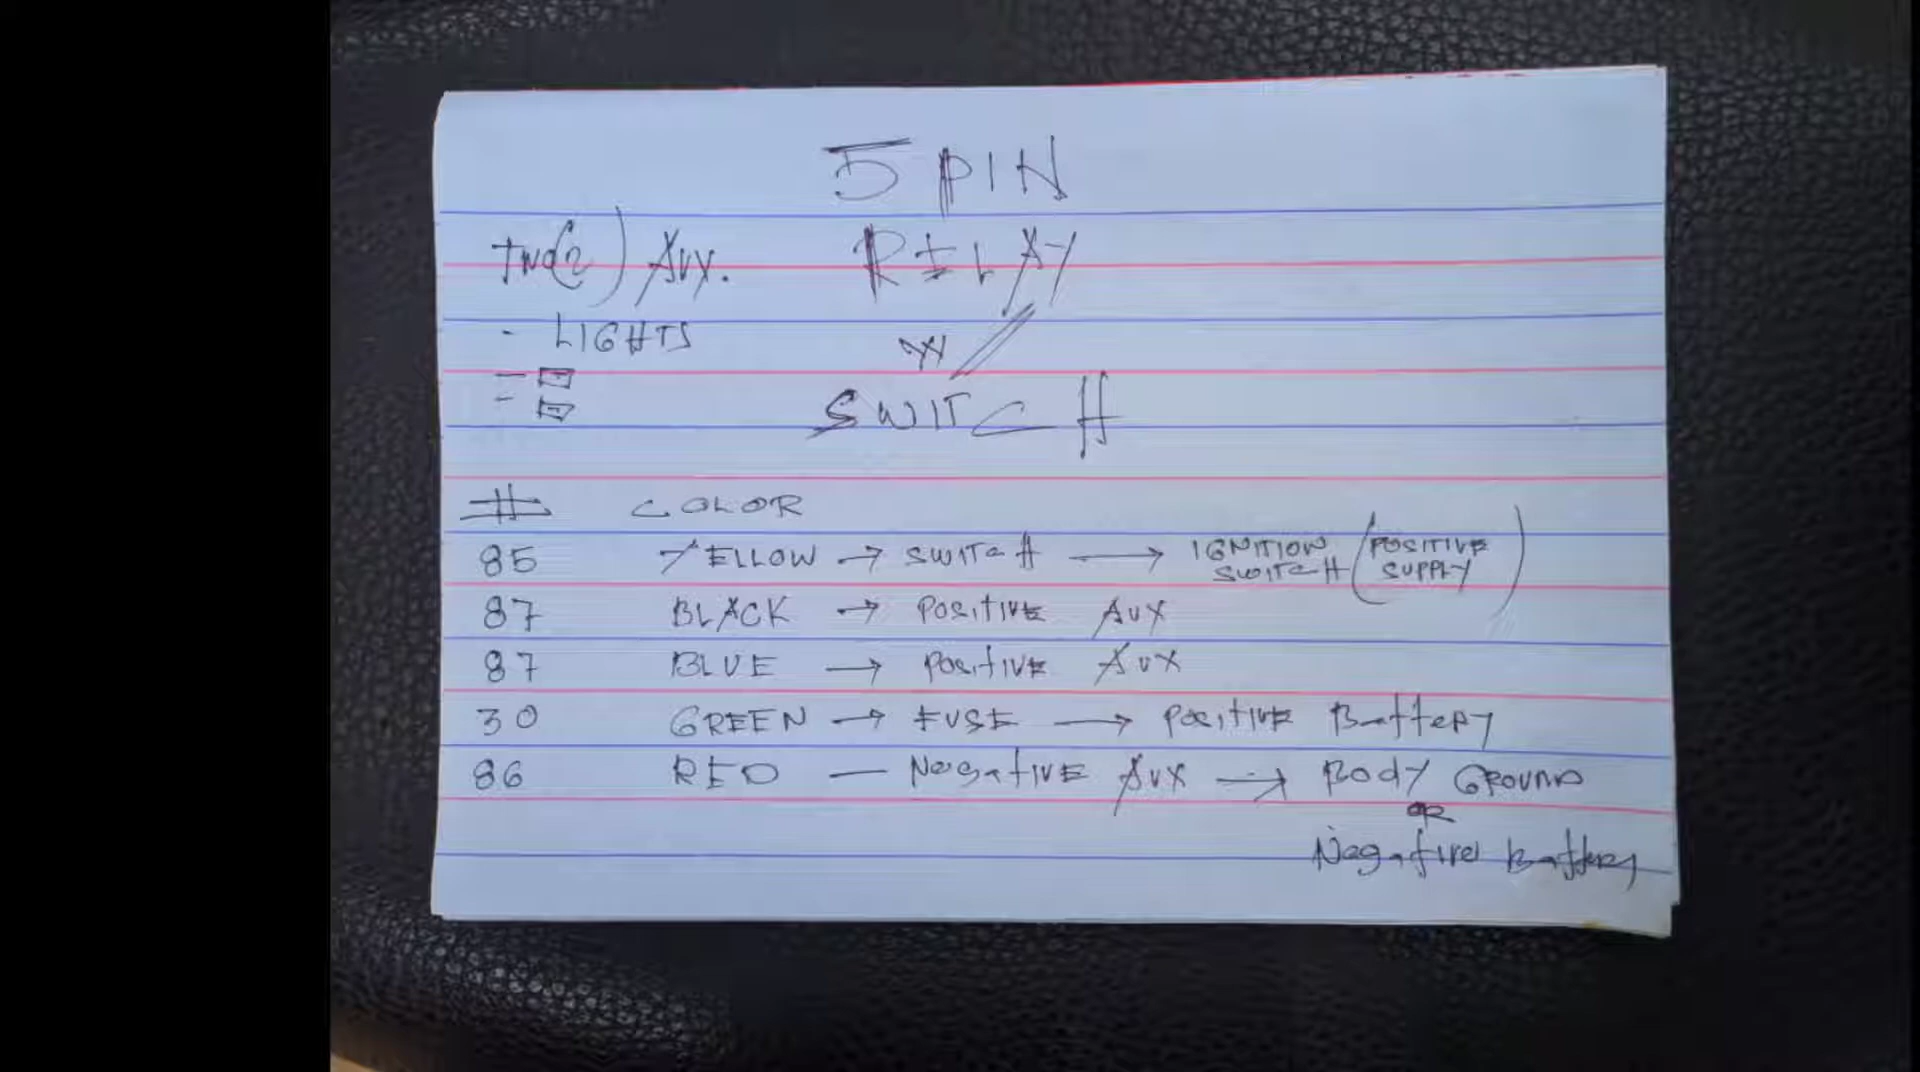 5 PIN
RELAY
W/
SWITCH
TWO(2) AUX.
- LIGHTS
# COLOR
85 YELLOW → SWITCH → IGNITION SWITCH (POSITIVE SUPPLY)
87 BLACK → POSITIVE AUX
87 BLUE → POSITIVE AUX
30 GREEN → FUSE → POSITIVE BATTERY
86 RED — NEGATIVE AUX → BODY GROUND
OR
Negative Battery